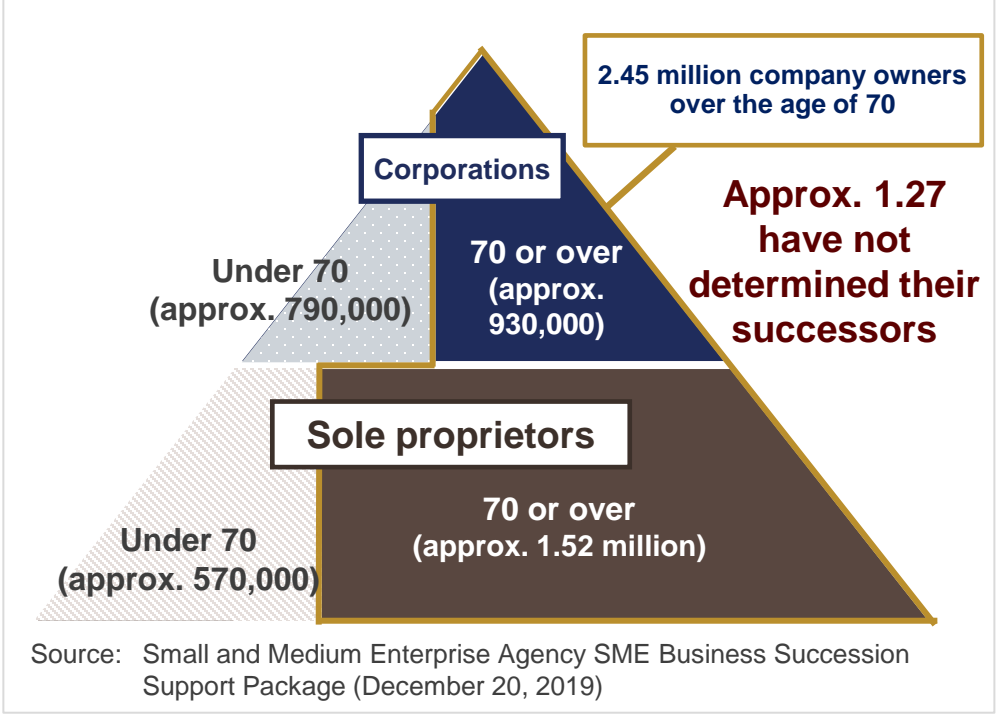 2.45 million company owners
over the age of 70
Corporations
Approx. 1.27
have not
determined their
successors
70 or over
(approx.
930,000)
Under 70
(approx. 790,000)
Sole proprietors
70 or over
(approx. 1.52 million)
Under 70
(approx. 570,000)
Source: Small and Medium Enterprise Agency SME Business Succession
Support Package (December 20, 2019)